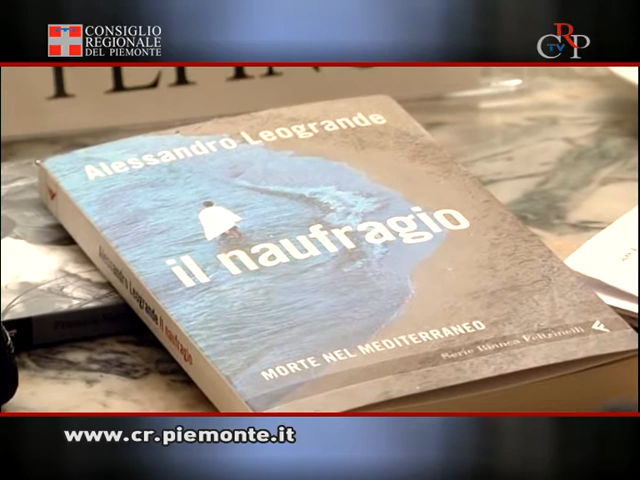 CONSIGLIO
REGIONALE
DEL PIEMONTE
CRP
TV
Alessandro Leogrande
il naufragio
MORTE NEL MEDITERRANEO
Serie Bianca Feltrinelli
Alessandro Leogrande Il naufragio
www.cr.piemonte.it